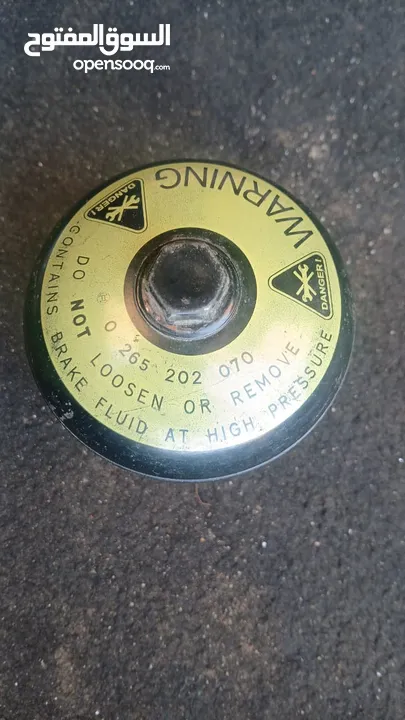 السوق المفتوح
opensooq.com
WARNING
DANGER!
DANGER!
0 265 202 070
DO NOT LOOSEN OR REMOVE.
CONTAINS BRAKE FLUID AT HIGH PRESSURE